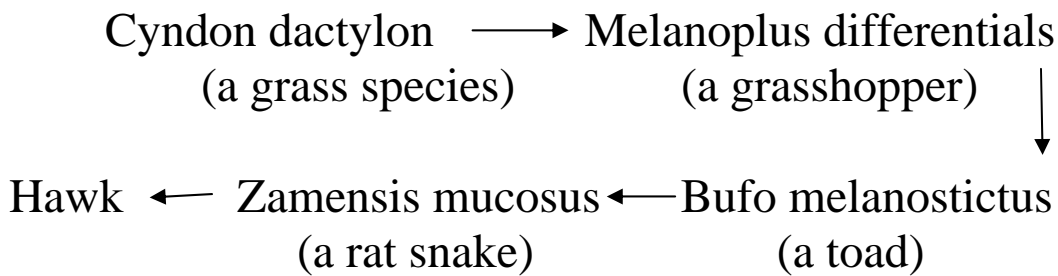 Cyndon dactylon Melanoplus differentials
(a grass species) (a grasshopper)
Hawk Zamensis mucosus Bufo melanostictus
(a rat snake) (a toad)